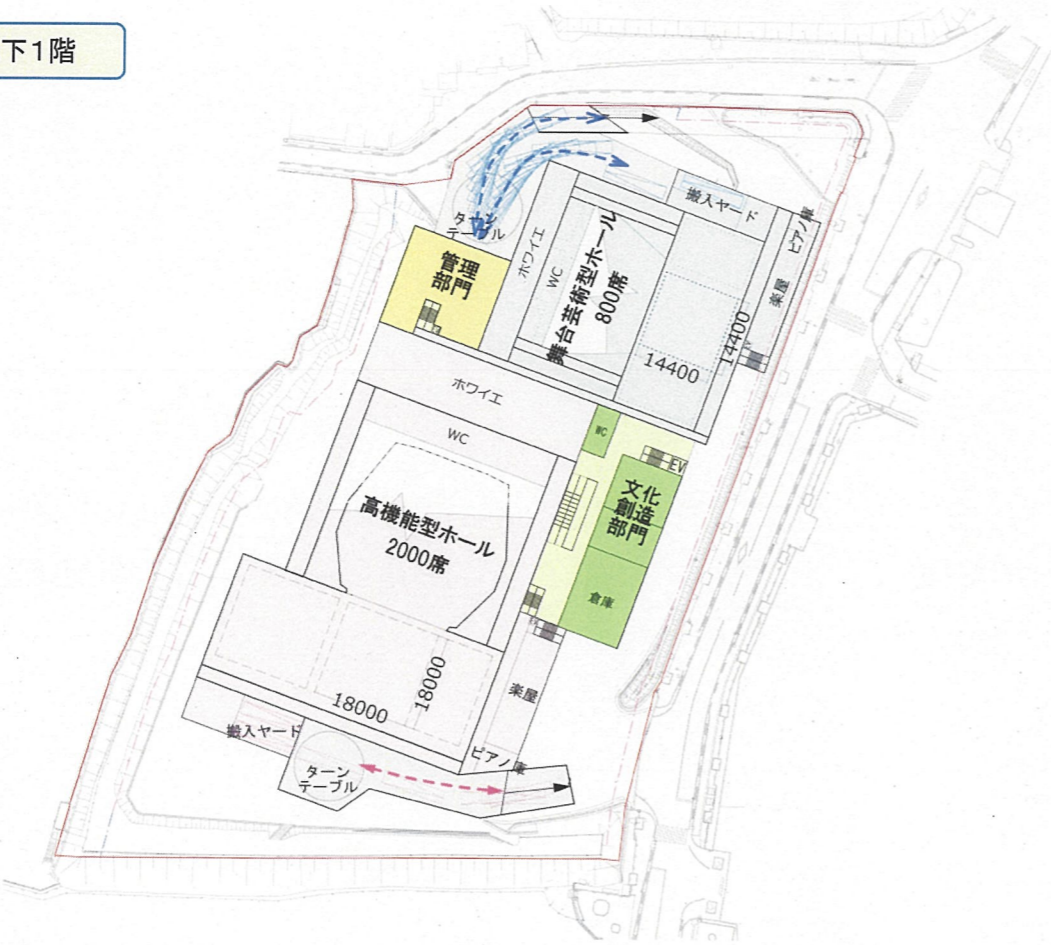 下1階
搬入ヤード
ピアノ庫
ターン
テーブル
管理
部門
ホワイエ
WC
舞台芸術型ホール
800席
楽屋
14400
14400
ホワイエ
WC
WC
EV
文化
創造
部門
高機能型ホール
2000席
倉庫
18000
18000
楽屋
搬入ヤード
ピアノ庫
ターン
テーブル